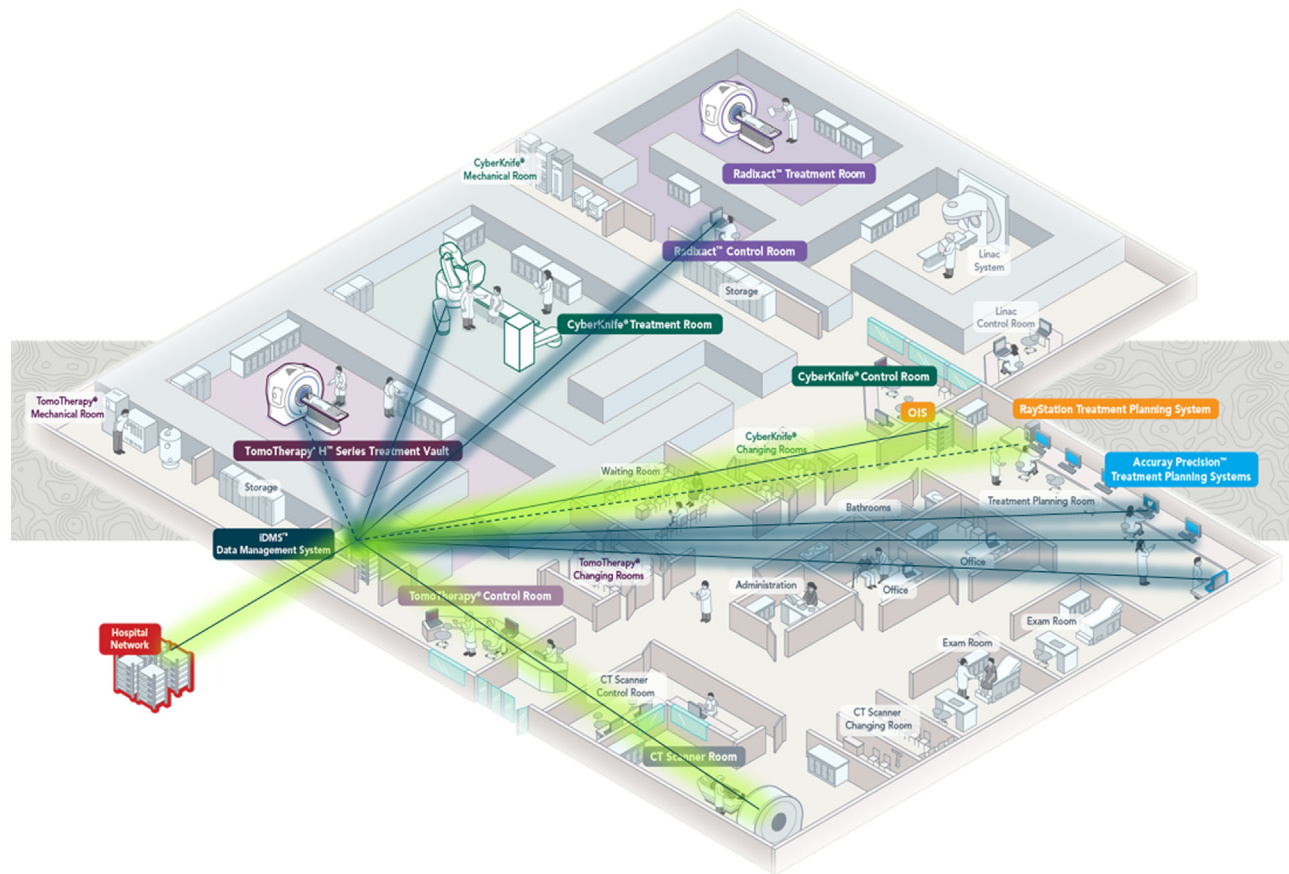 CyberKnife®
Mechanical Room
Radixact™ Treatment Room
Radixact™ Control Room
Linac
System
Storage
Linac
Control Room
CyberKnife® Treatment Room
CyberKnife® Control Room
TomoTherapy®
Mechanical Room
OIS
RayStation Treatment Planning System
TomoTherapy® H™ Series Treatment Vault
CyberKnife®
Changing Rooms
Accuray Precision™
Treatment Planning Systems
Waiting Room
Storage
Treatment Planning Room
Bathrooms
iDMS™
Data Management System
Office
TomoTherapy®
Changing Rooms
Administration
Office
TomoTherapy® Control Room
Exam Room
Hospital
Network
Exam Room
CT Scanner
Control Room
CT Scanner
Changing Room
CT Scanner Room